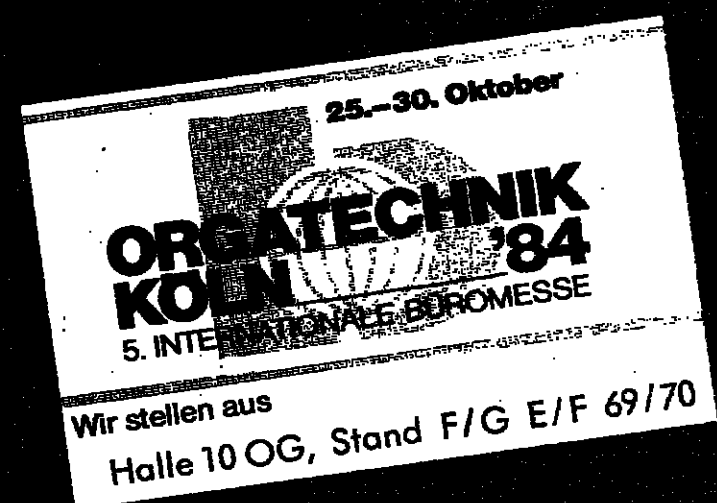 25.–30. Oktober
ORGATECHNIK
KÖLN '84
5. INTERNATIONALE BÜROMESSE
Wir stellen aus
Halle 10 OG, Stand F/G E/F 69/70